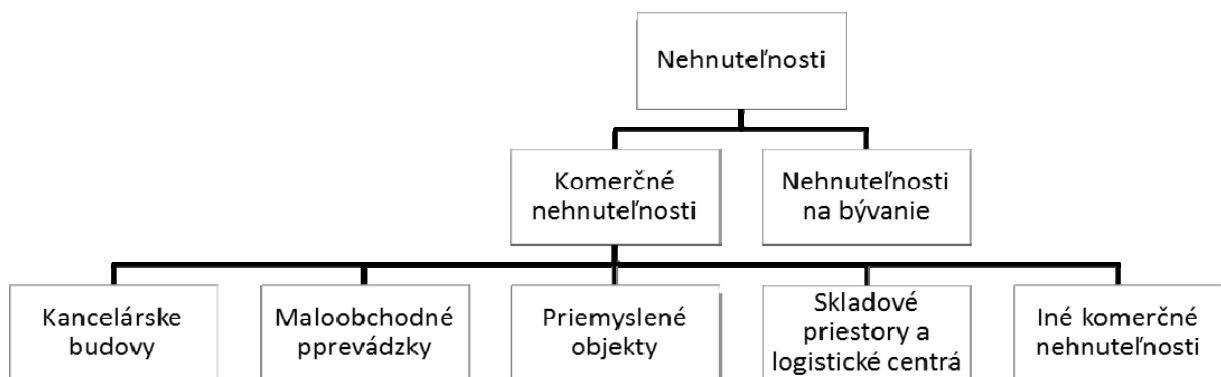 Nehnuteľnosti
Komerčné
nehnuteľnosti
Nehnuteľnosti
na bývanie
Kancelárske
budovy
Maloobchodné
pprevádzky
Priemyslené
objekty
Skladové
priestory a
logistické centrá
Iné komerčné
nehnuteľnosti